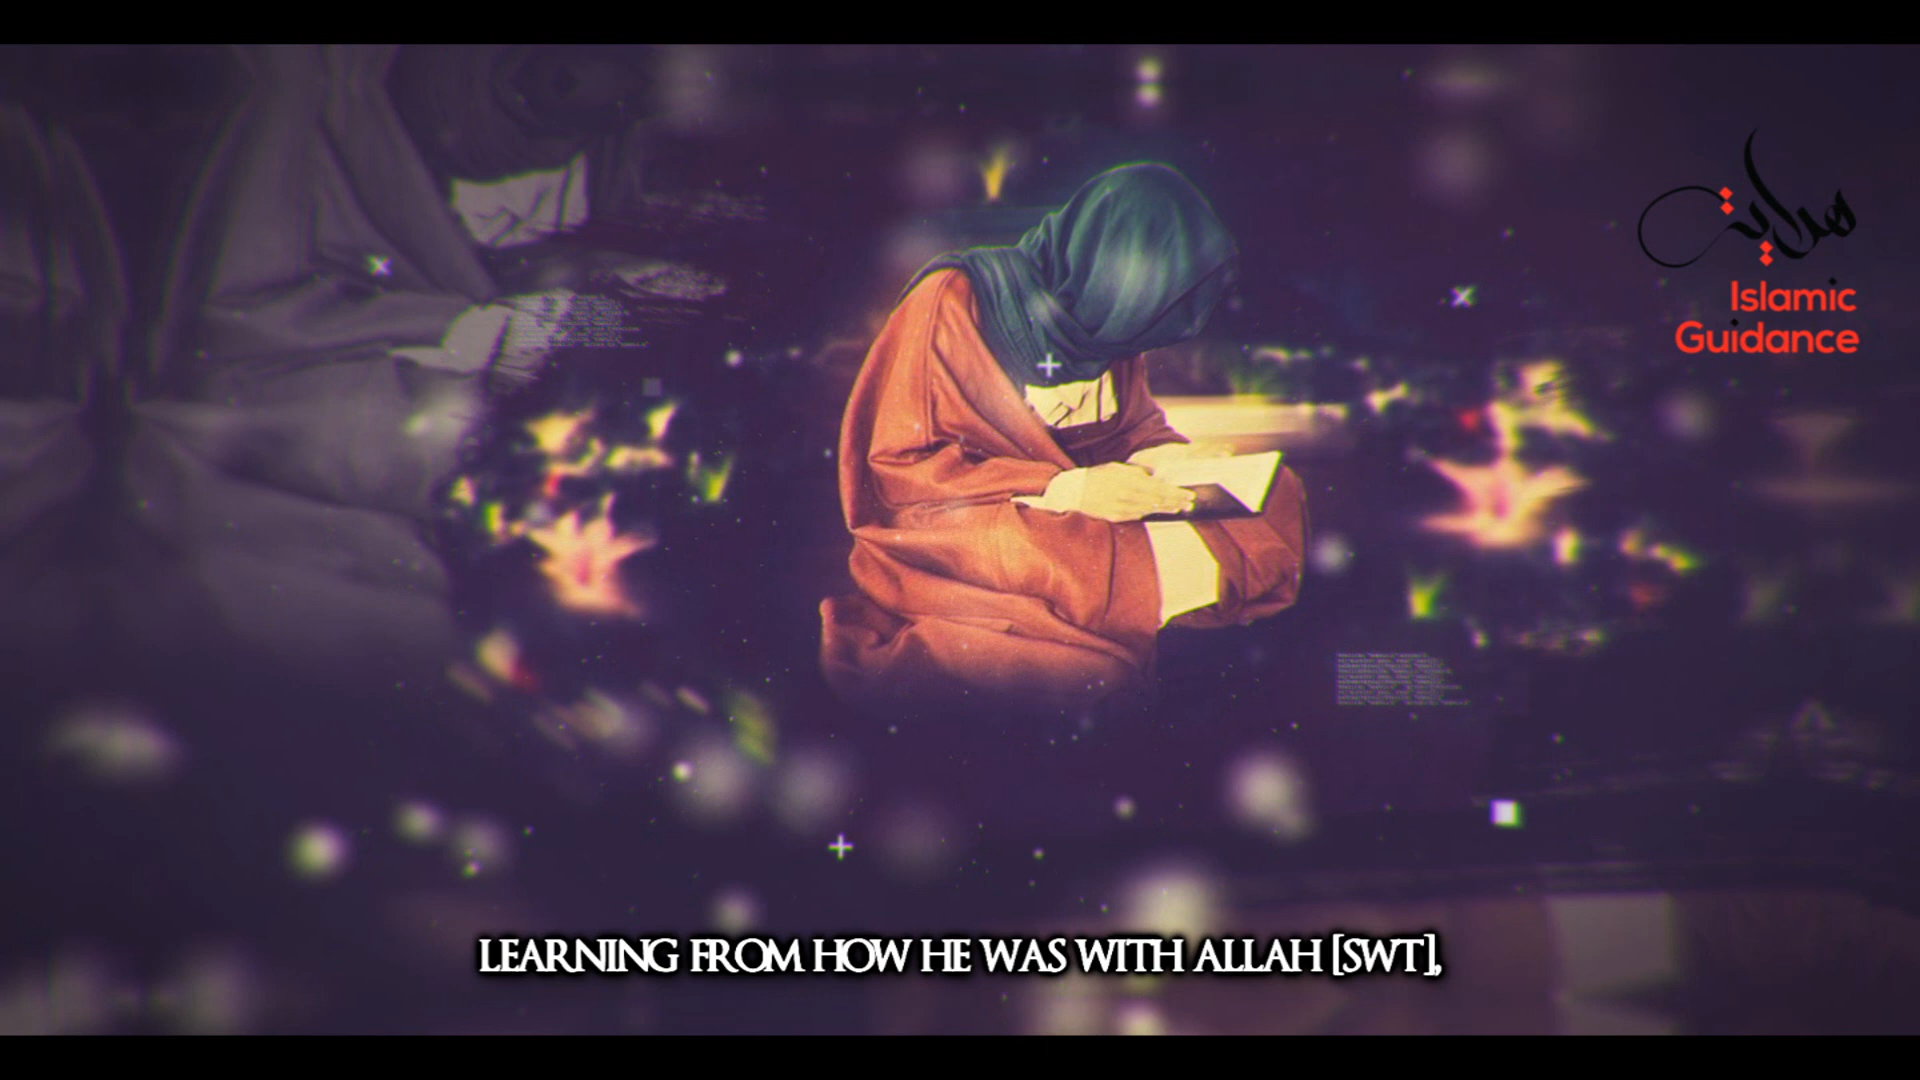 هداية
Islamic
Guidance
LEARNING FROM HOW HE WAS WITH ALLAH [SWT],